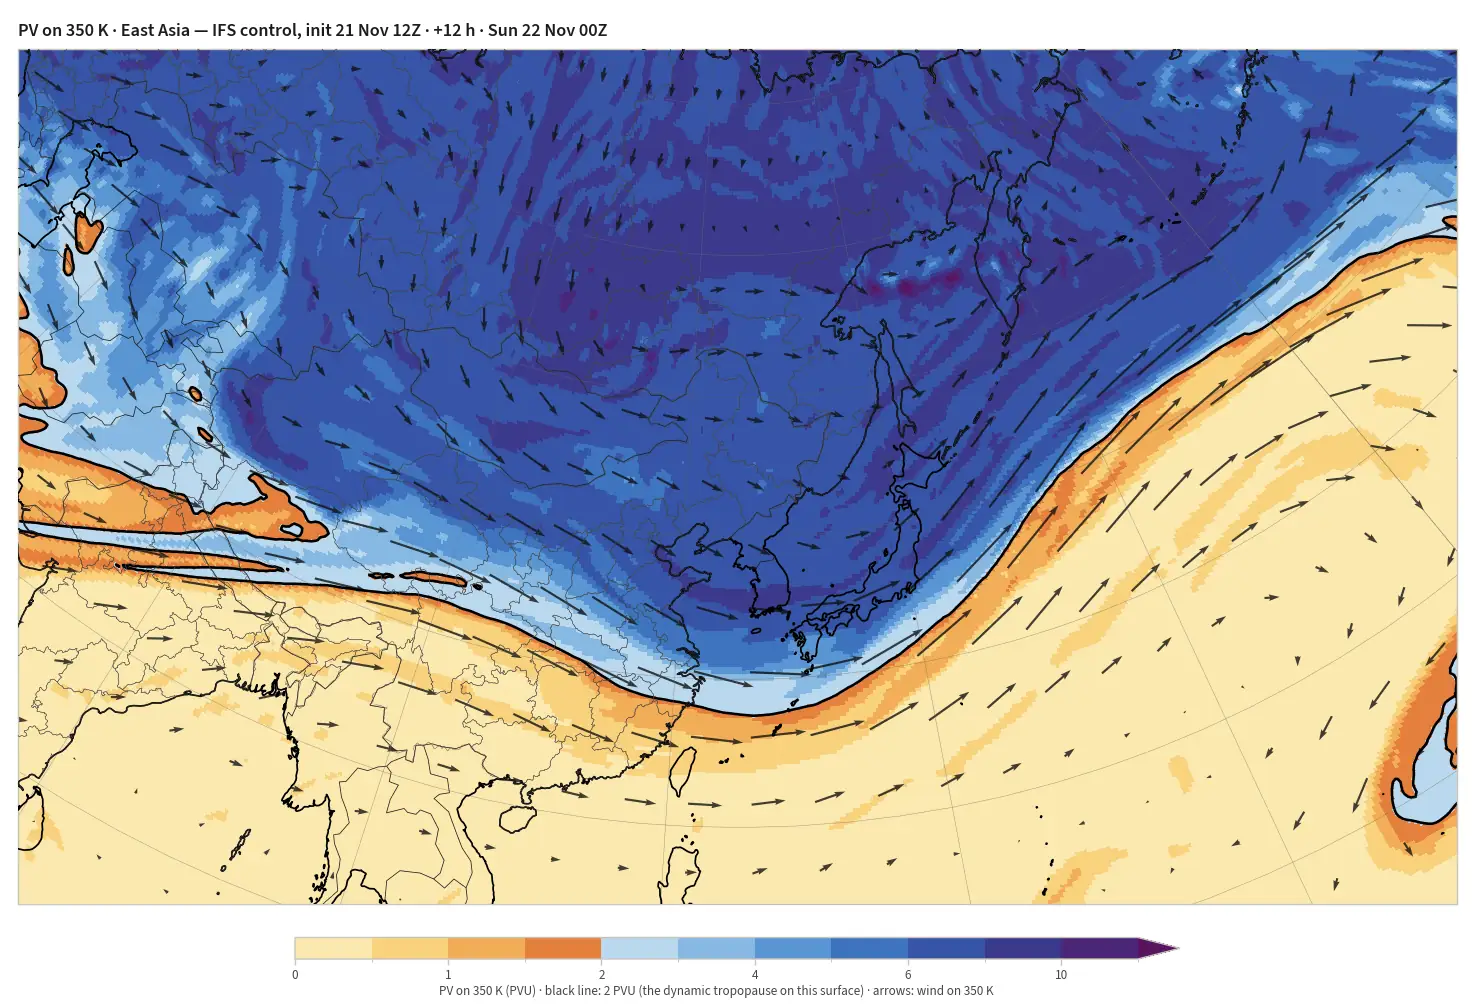 PV on 350 K · East Asia — IFS control, init 21 Nov 12Z · +12 h · Sun 22 Nov 00Z
0 1 2 4 6 10
PV on 350 K (PVU) · black line: 2 PVU (the dynamic tropopause on this surface) · arrows: wind on 350 K